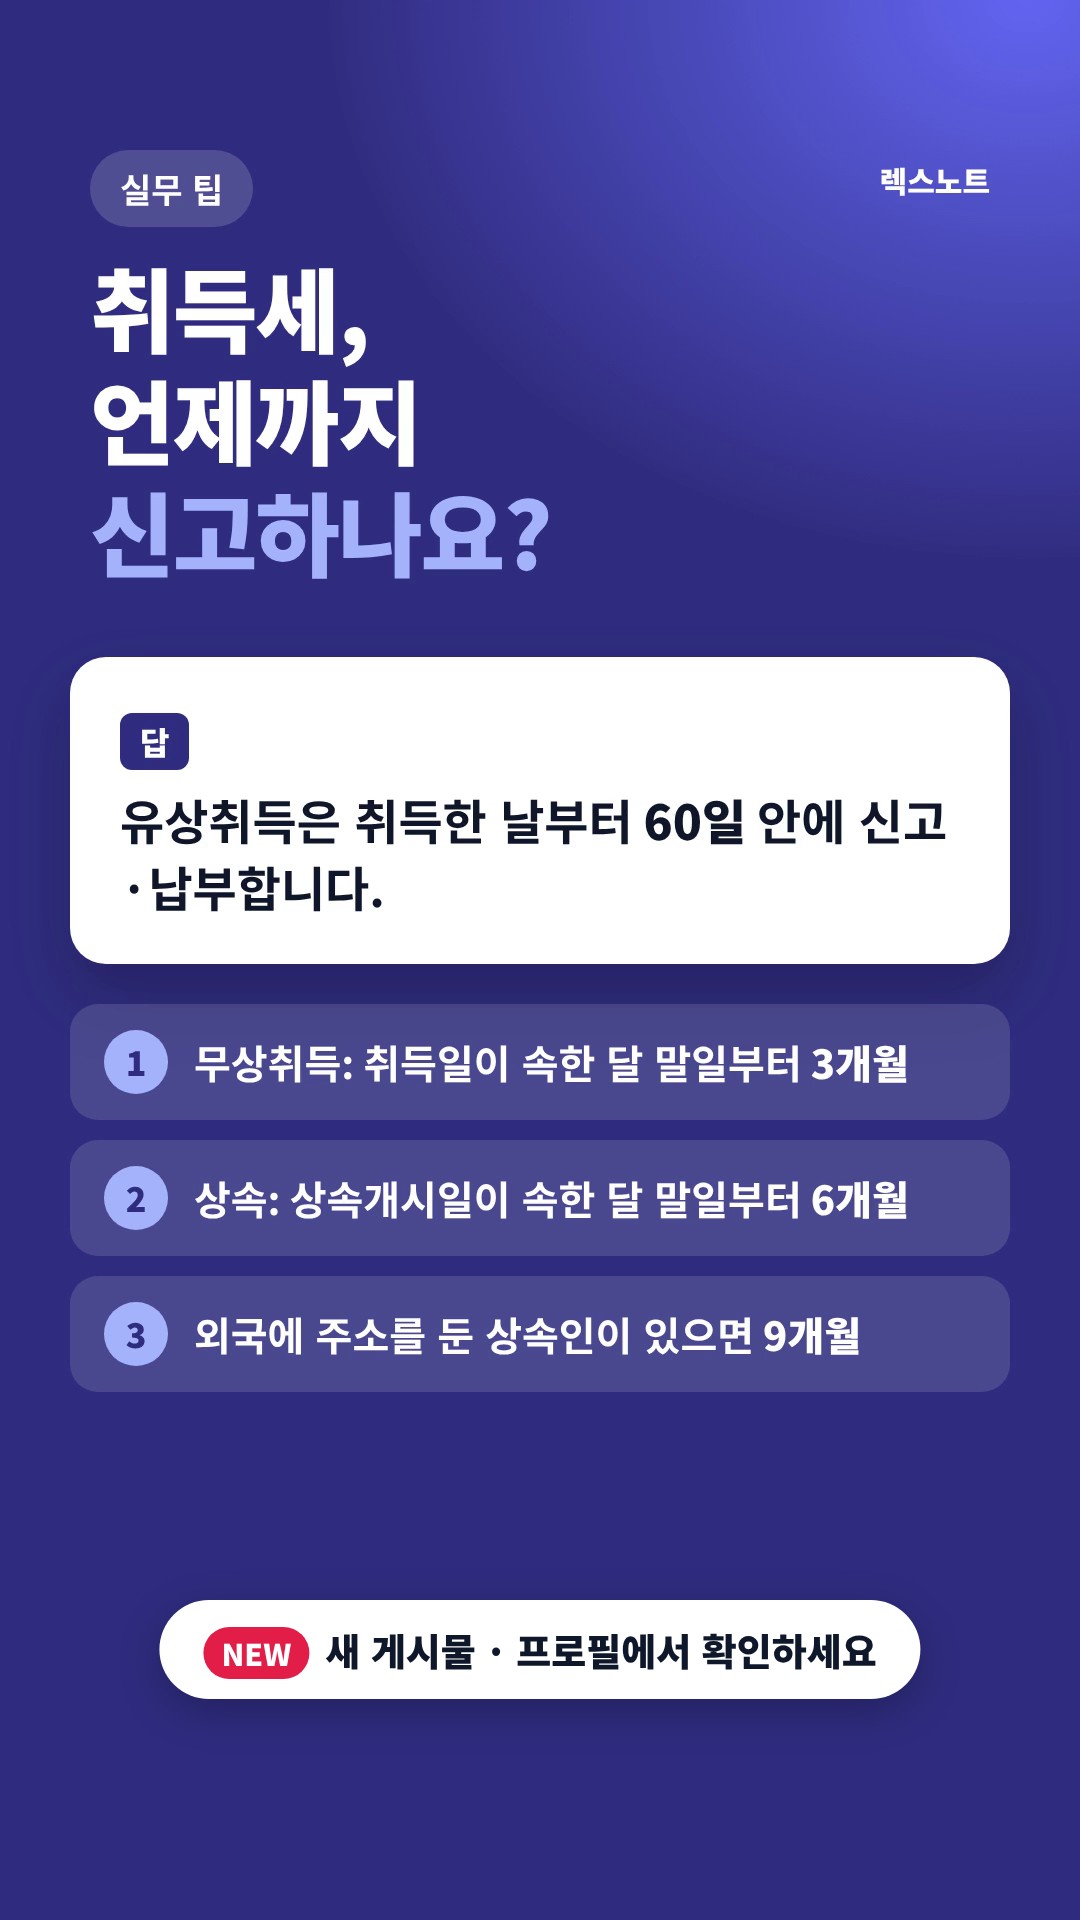 실무 팁
렉스노트
취득세,
언제까지
신고하나요?
답
유상취득은 취득한 날부터 60일 안에 신고
·납부합니다.
1 무상취득: 취득일이 속한 달 말일부터 3개월
2 상속: 상속개시일이 속한 달 말일부터 6개월
3 외국에 주소를 둔 상속인이 있으면 9개월
NEW 새 게시물 · 프로필에서 확인하세요